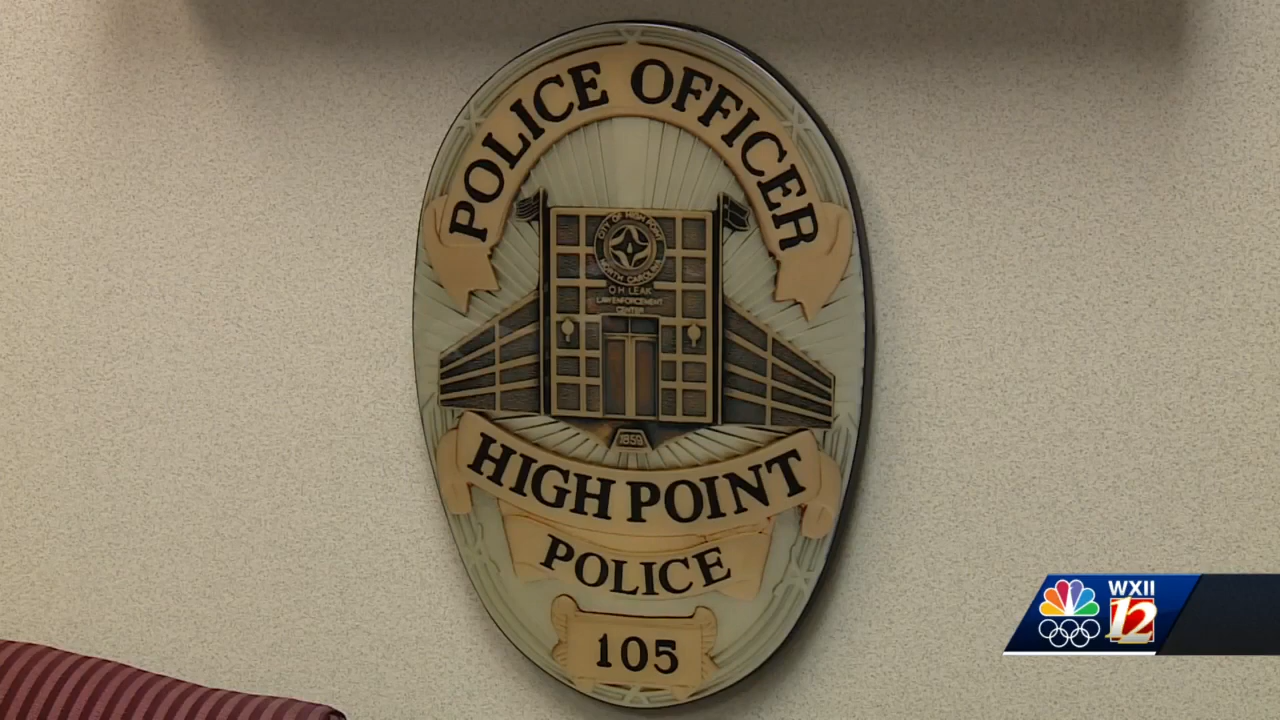 POLICE OFFICER
CITY OF HIGH POINT
NORTH CAROLINA
O H LEAK
LAW ENFORCEMENT
CENTER
1859
HIGH POINT
POLICE
105
WXII
12